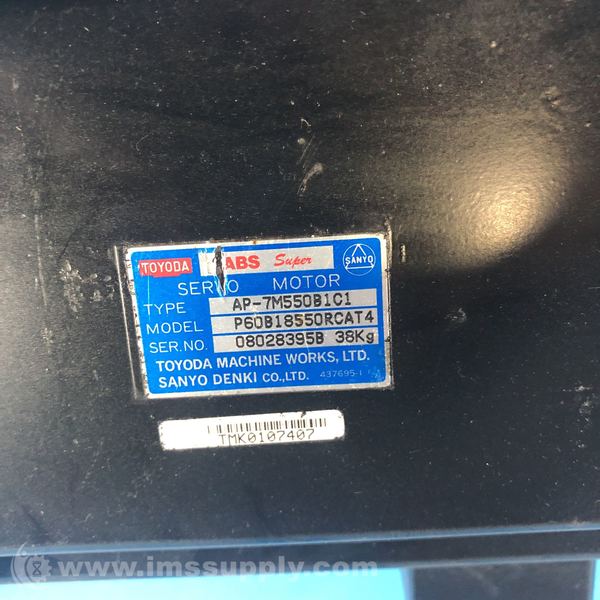 TOYODA ABS Super SANYO
SERVO MOTOR
TYPE AP-7M550B1C1
MODEL P60B18550RCAT4
SER.NO. 08028395B 38Kg
TOYODA MACHINE WORKS, LTD.
SANYO DENKI CO.,LTD. 437695-1
TMK0107407
www.imssupply.com